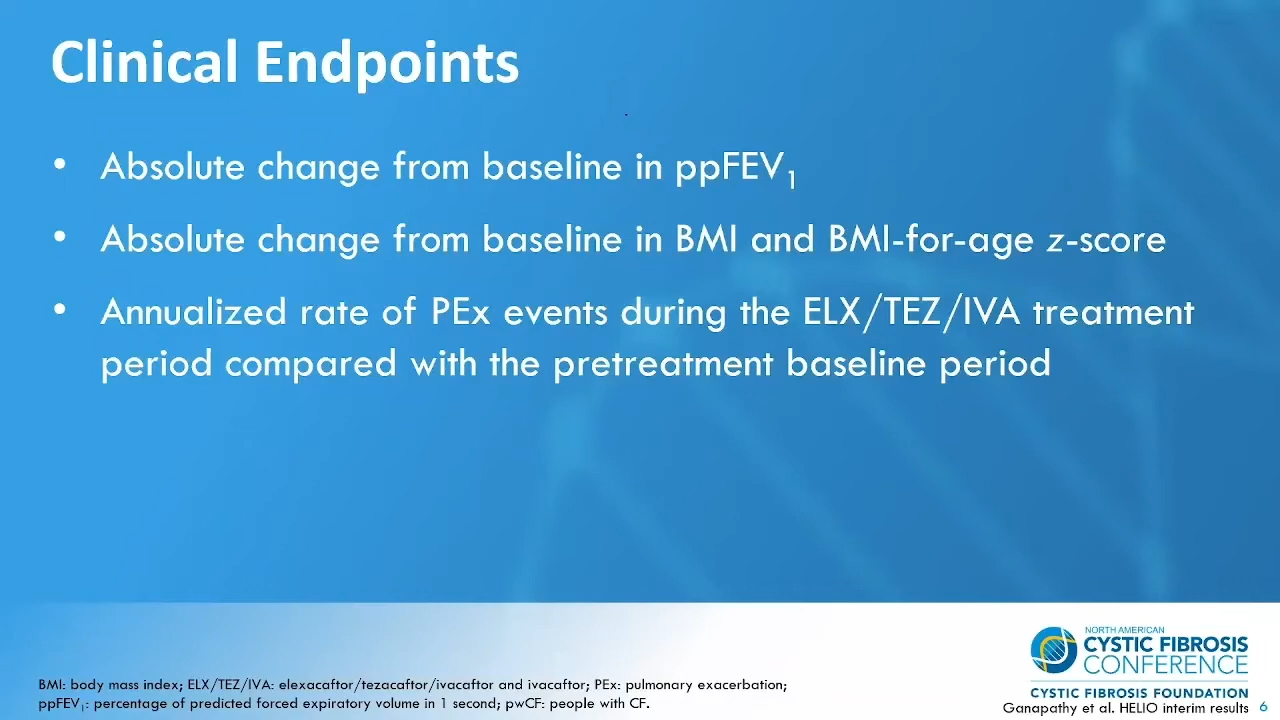 Clinical Endpoints
• Absolute change from baseline in ppFEV₁
• Absolute change from baseline in BMI and BMI-for-age z-score
• Annualized rate of PEx events during the ELX/TEZ/IVA treatment
period compared with the pretreatment baseline period
NORTH AMERICAN
CYSTIC FIBROSIS
CONFERENCE
CYSTIC FIBROSIS FOUNDATION
BMI: body mass index; ELX/TEZ/IVA: elexacaftor/tezacaftor/ivacaftor and ivacaftor; PEx: pulmonary exacerbation;
ppFEV₁: percentage of predicted forced expiratory volume in 1 second; pwCF: people with CF.
Ganapathy et al. HELIO interim results 6